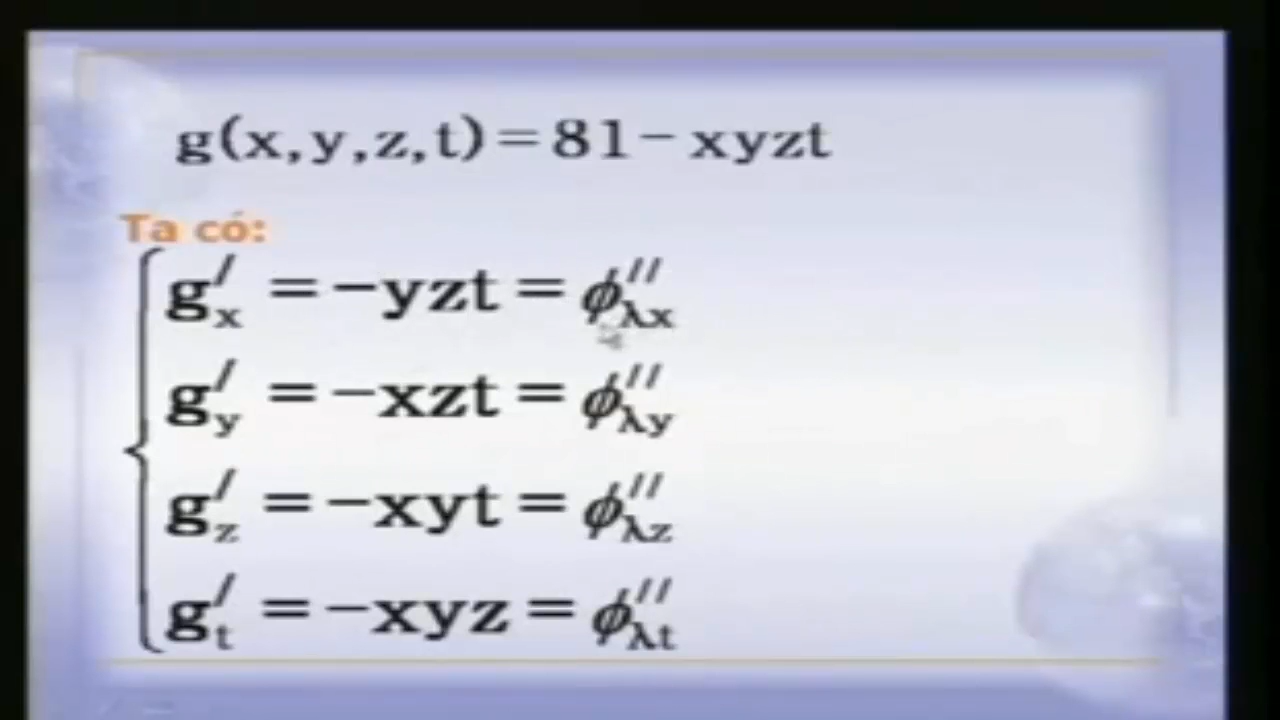 g(x,y,z,t)=81-xyzt
Ta có:
g′ₓ =-yzt=ϕ″λx
g′y =-xzt=ϕ″λy
g′z =-xyt=ϕ″λz
g′t =-xyz=ϕ″λt